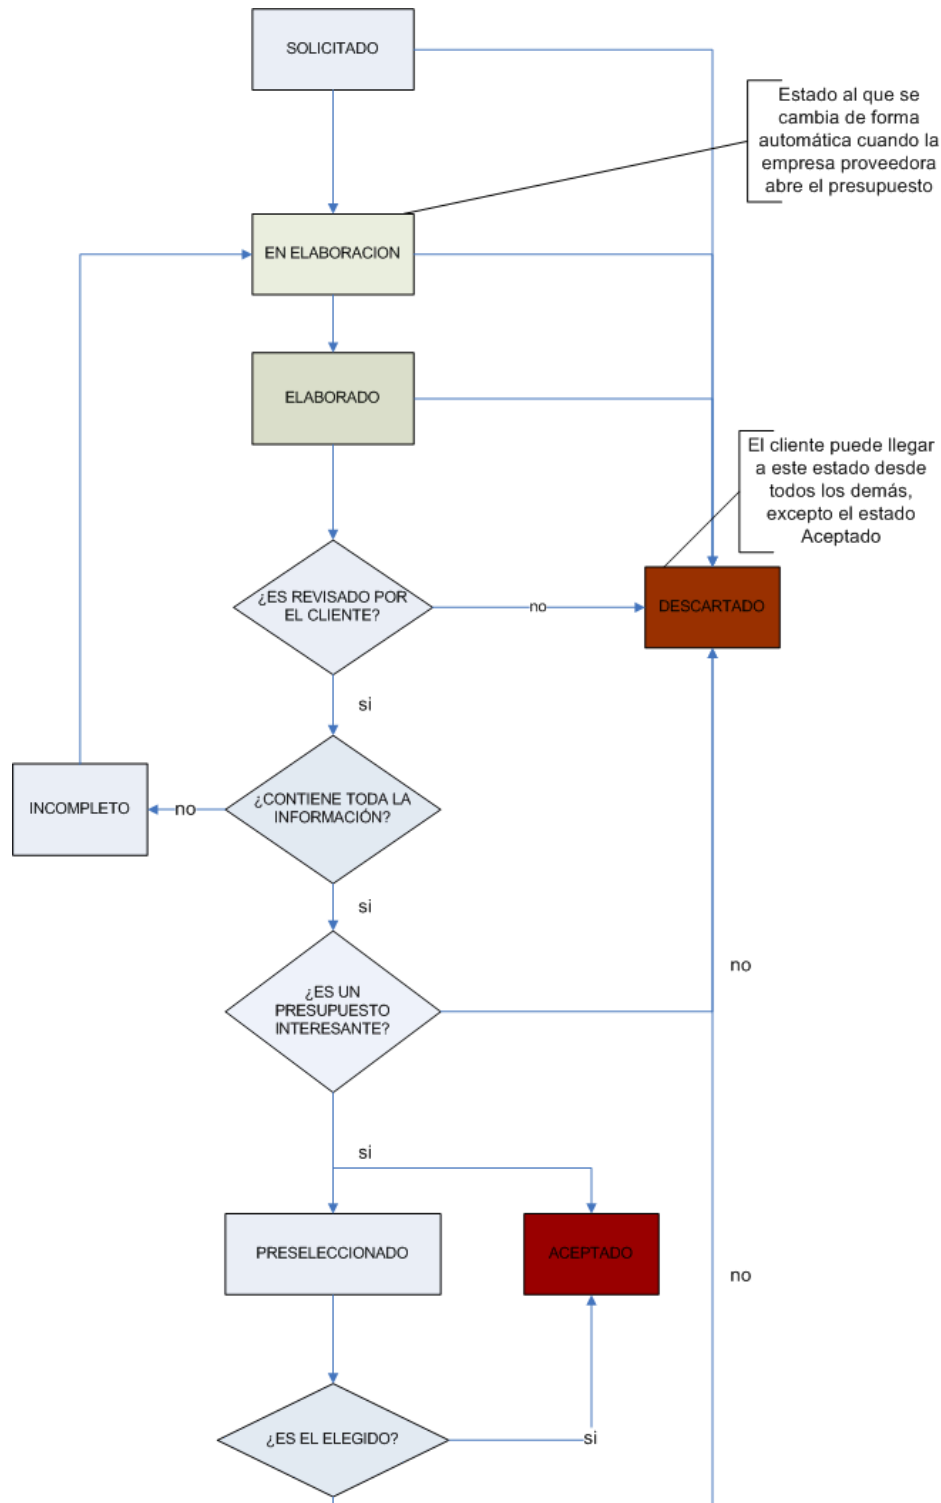 SOLICITADO
Estado al que se
cambia de forma
automática cuando la
empresa proveedora
abre el presupuesto
EN ELABORACION
ELABORADO
El cliente puede llegar
a este estado desde
todos los demás,
excepto el estado
Aceptado
¿ES REVISADO POR
EL CLIENTE?
no
DESCARTADO
si
INCOMPLETO
no
¿CONTIENE TODA LA
INFORMACIÓN?
si
¿ES UN
PRESUPUESTO
INTERESANTE?
no
si
PRESELECCIONADO
ACEPTADO
no
¿ES EL ELEGIDO?
si